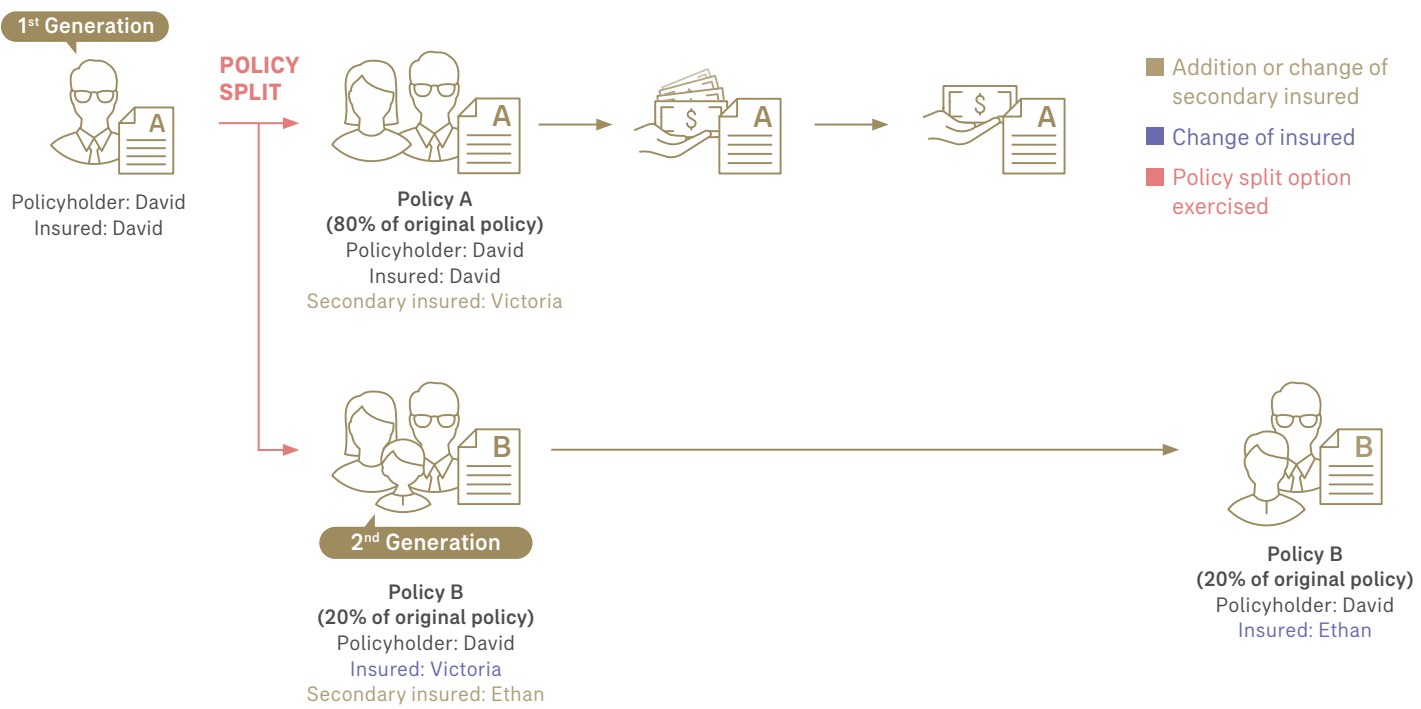 1st Generation
POLICY
SPLIT
A
Policyholder: David
Insured: David
A
Policy A
(80% of original policy)
Policyholder: David
Insured: David
Secondary insured: Victoria
$
A
$
A
Addition or change of
secondary insured
Change of insured
Policy split option
exercised
B
2nd Generation
Policy B
(20% of original policy)
Policyholder: David
Insured: Victoria
Secondary insured: Ethan
B
Policy B
(20% of original policy)
Policyholder: David
Insured: Ethan